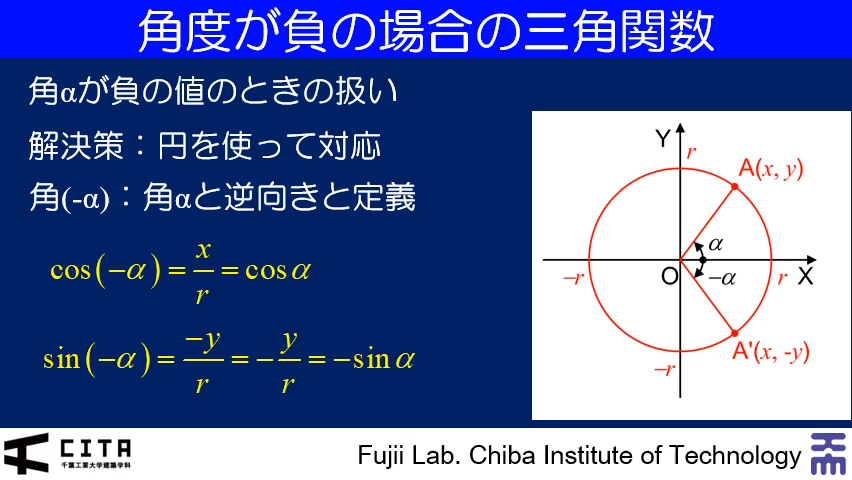 角度が負の場合の三角関数
角αが負の値のときの扱い
解決策：円を使って対応
角(-α)：角αと逆向きと定義
cos(−α) = x/r = cos α
sin(−α) = −y/r = −y/r = −sin α
Y
r
A(x, y)
α
−r
O
−α
r
X
A'(x, -y)
−r
CITA
千葉工業大学建築学科
Fujii Lab. Chiba Institute of Technology